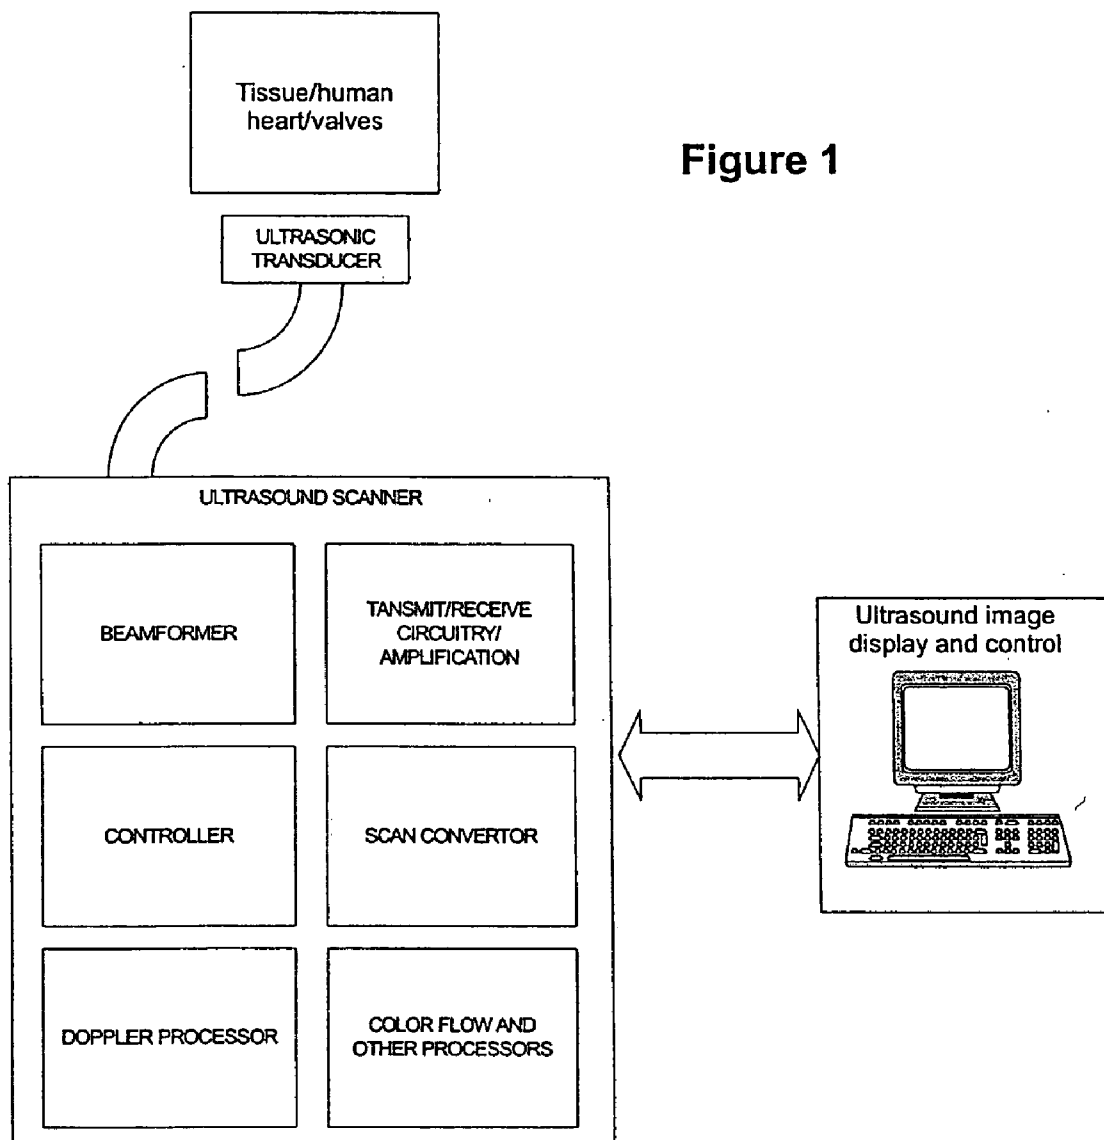 Tissue/human
heart/valves
Figure 1
ULTRASONIC
TRANSDUCER
ULTRASOUND SCANNER
BEAMFORMER
TANSMIT/RECEIVE
CIRCUITRY/
AMPLIFICATION
Ultrasound image
display and control
CONTROLLER
SCAN CONVERTOR
DOPPLER PROCESSOR
COLOR FLOW AND
OTHER PROCESSORS